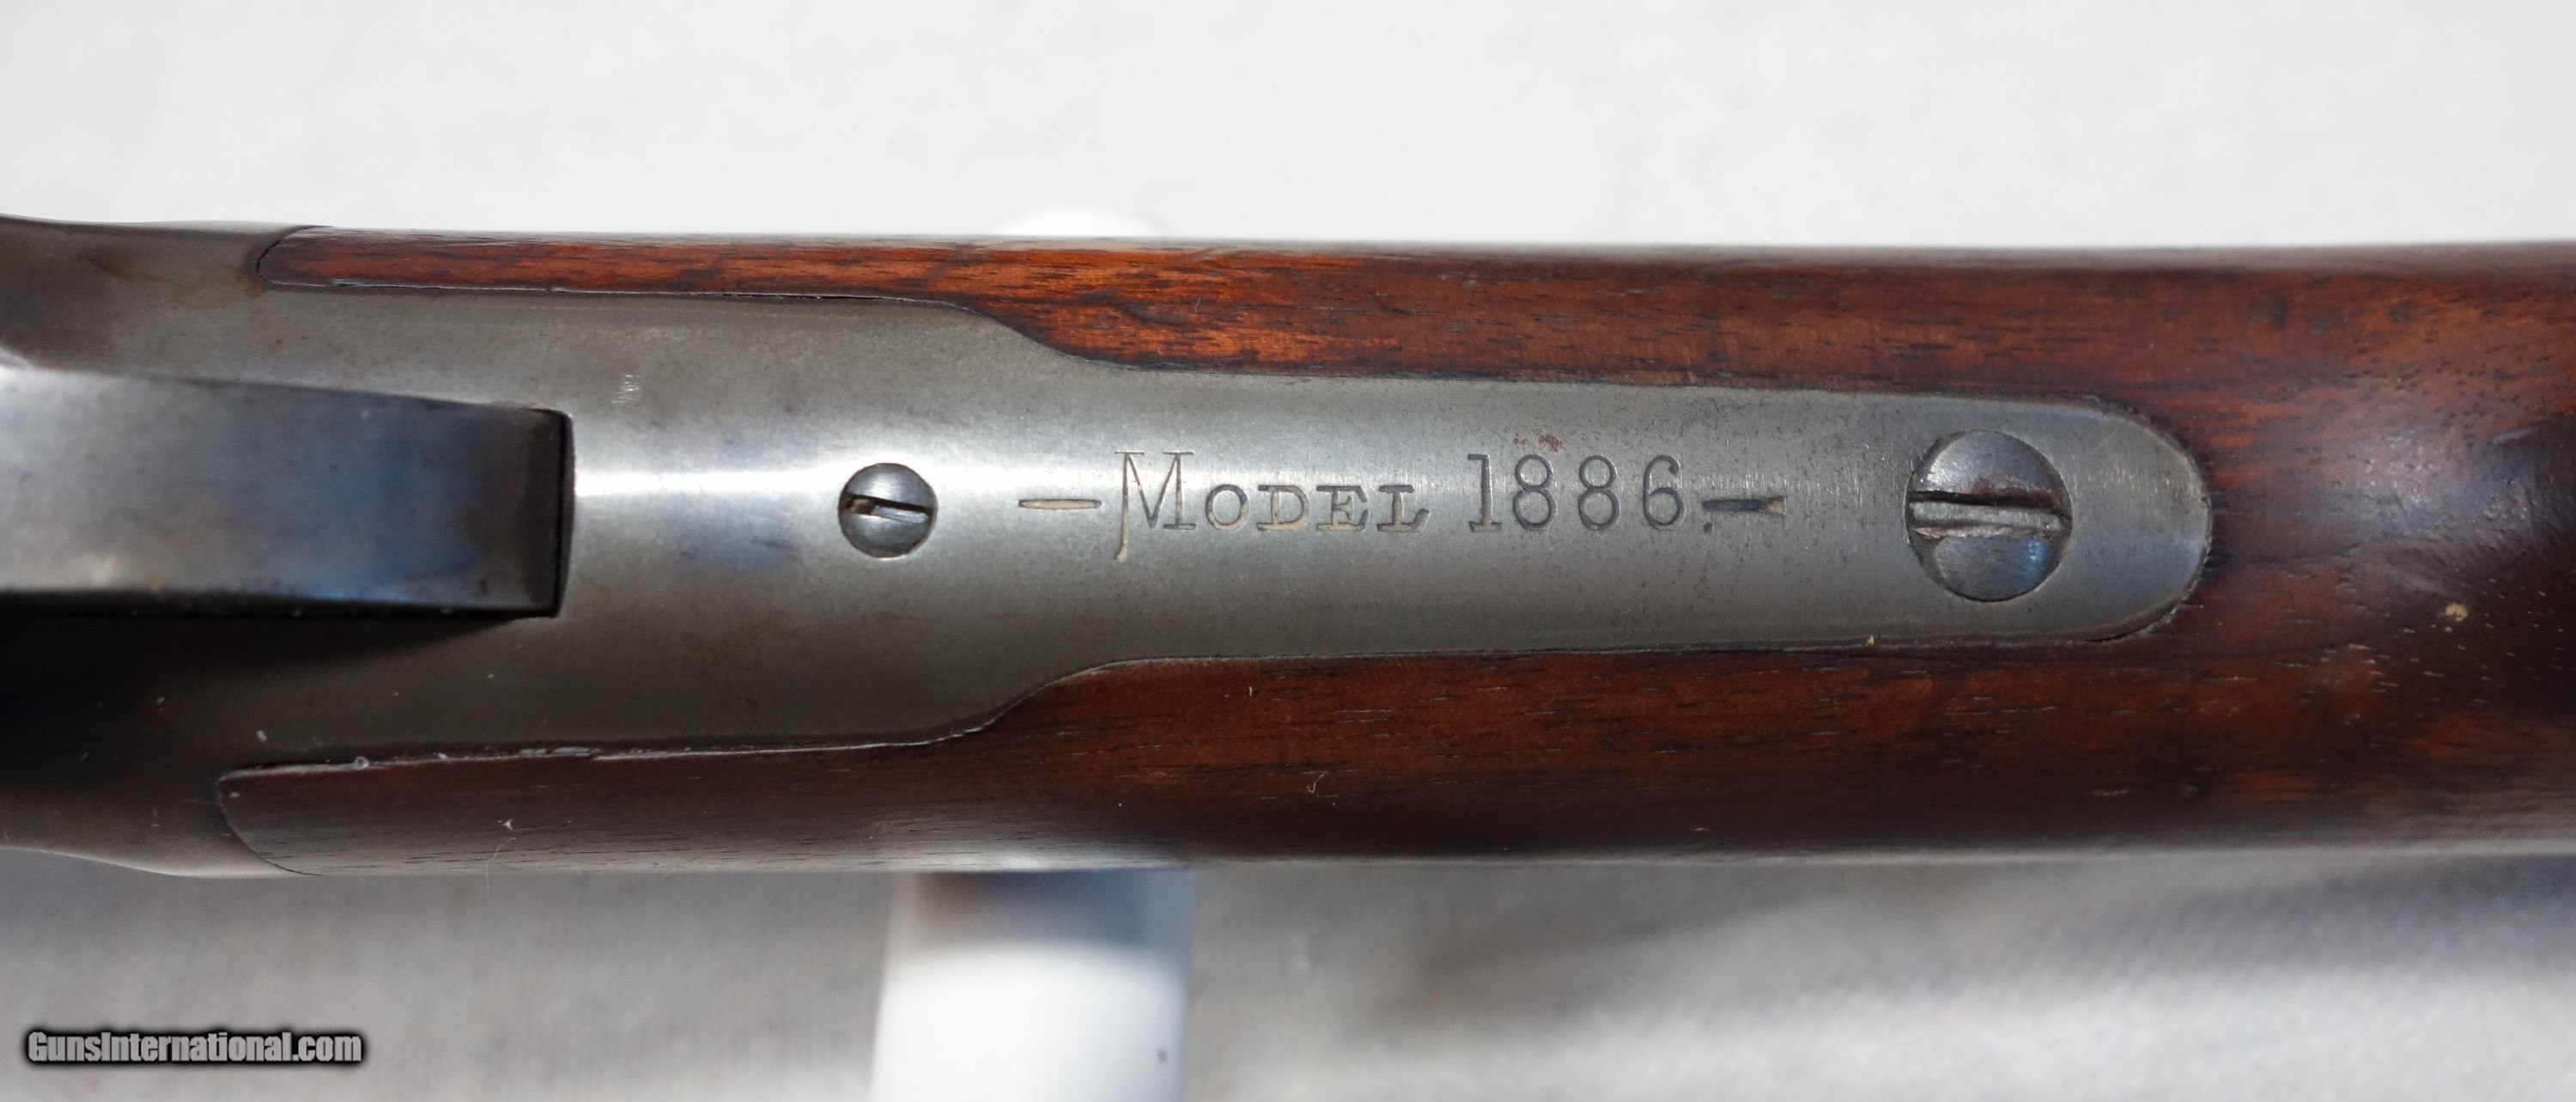 —Model 1886.—
GunsInternational.com